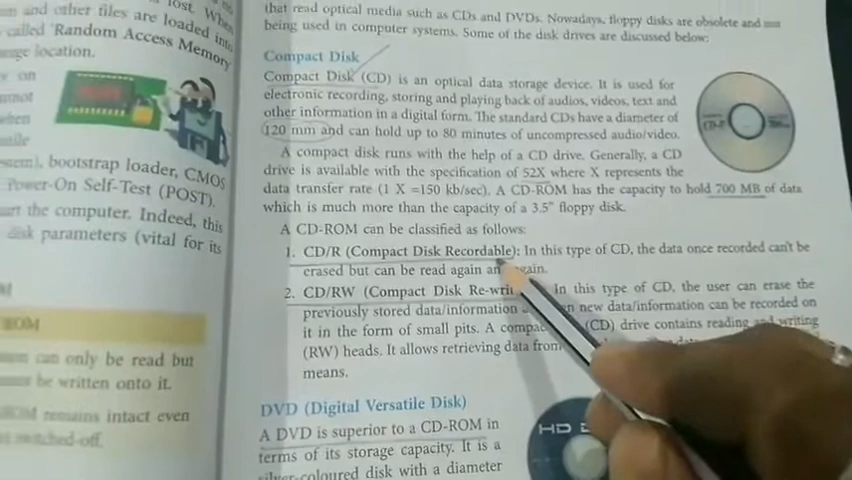 lost. When
and other files are loaded into
called 'Random Access Memory
location.
on
when
bootstrap loader, CMOS
Power-On Self-Test (POST).
the computer. Indeed, this
disk parameters (vital for its
ROM
can only be read but
be written onto it.
ROM remains intact even
switched-off.
that read optical media such as CDs and DVDs. Nowadays, floppy disks are obsolete and not
being used in computer systems. Some of the disk drives are discussed below:
Compact Disk
Compact Disk (CD) is an optical data storage device. It is used for
electronic recording, storing and playing back of audios, videos, text and
other information in a digital form. The standard CDs have a diameter of
120 mm and can hold up to 80 minutes of uncompressed audio/video.
A compact disk runs with the help of a CD drive. Generally, a CD
drive is available with the specification of 52X where X represents the
data transfer rate (1 X =150 kb/sec). A CD-ROM has the capacity to hold 700 MB of data
which is much more than the capacity of a 3.5" floppy disk.
A CD-ROM can be classified as follows:
1. CD/R (Compact Disk Recordable): In this type of CD, the data once recorded can't be
erased but can be read again an
2. CD/RW (Compact Disk Re-writ In this type of CD, the user can erase the
previously stored data/information new data/information can be recorded on
it in the form of small pits. A compac (CD) drive contains reading and writing
(RW) heads. It allows retrieving data from
means.
DVD (Digital Versatile Disk)
A DVD is superior to a CD-ROM in
terms of its storage capacity. It is a
silver-coloured disk with a diameter
CD-R
HD